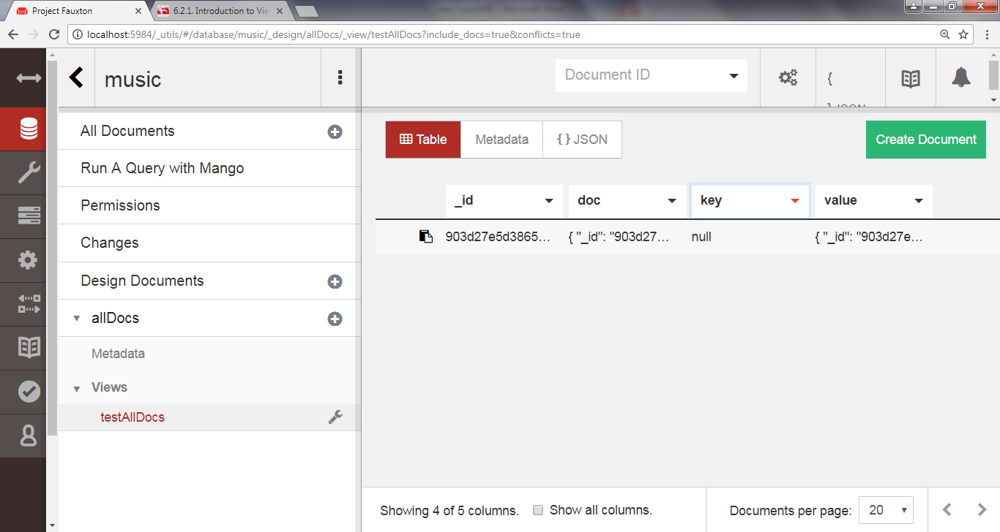 Project Fauxton
6.2.1. Introduction to Vie
localhost:5984/_utils/#/database/music/_design/allDocs/_view/testAllDocs?include_docs=true&conflicts=true
music
Document ID
{
} JSON
All Documents
Run A Query with Mango
Permissions
Changes
Design Documents
allDocs
Metadata
Views
testAllDocs
Table
Metadata
{ } JSON
Create Document
_id
doc
key
value
903d27e5d3865...
{ "_id": "903d27...
null
{ "_id": "903d27e...
Showing 4 of 5 columns.
Show all columns.
Documents per page:
20